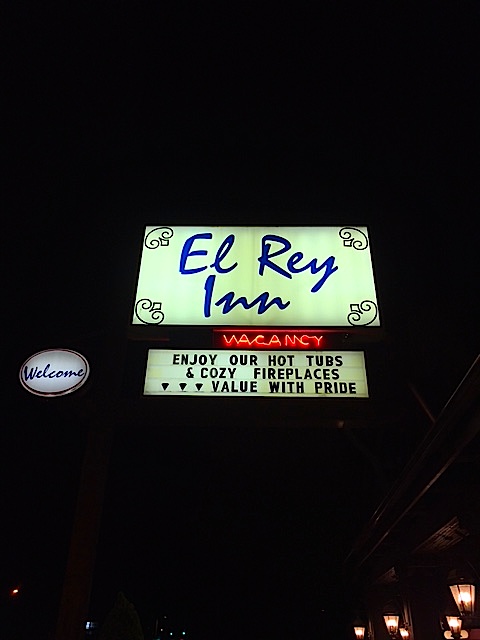 El Rey
Inn
VACANCY
Welcome
ENJOY OUR HOT TUBS
& COZY FIREPLACES
▼ ▼ ▼ VALUE WITH PRIDE